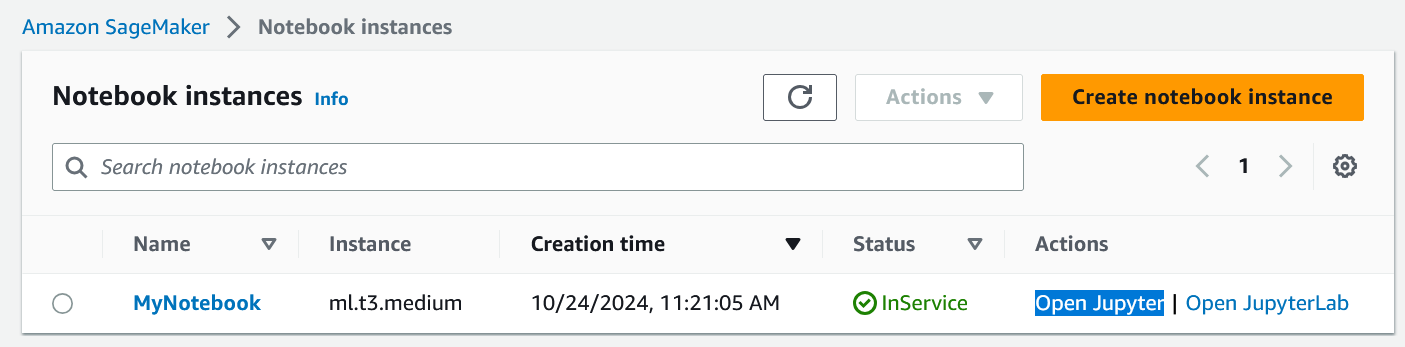 Amazon SageMaker > Notebook instances
Notebook instances Info
Actions Create notebook instance
Search notebook instances
1
Name Instance Creation time Status Actions
MyNotebook ml.t3.medium 10/24/2024, 11:21:05 AM InService Open Jupyter | Open JupyterLab